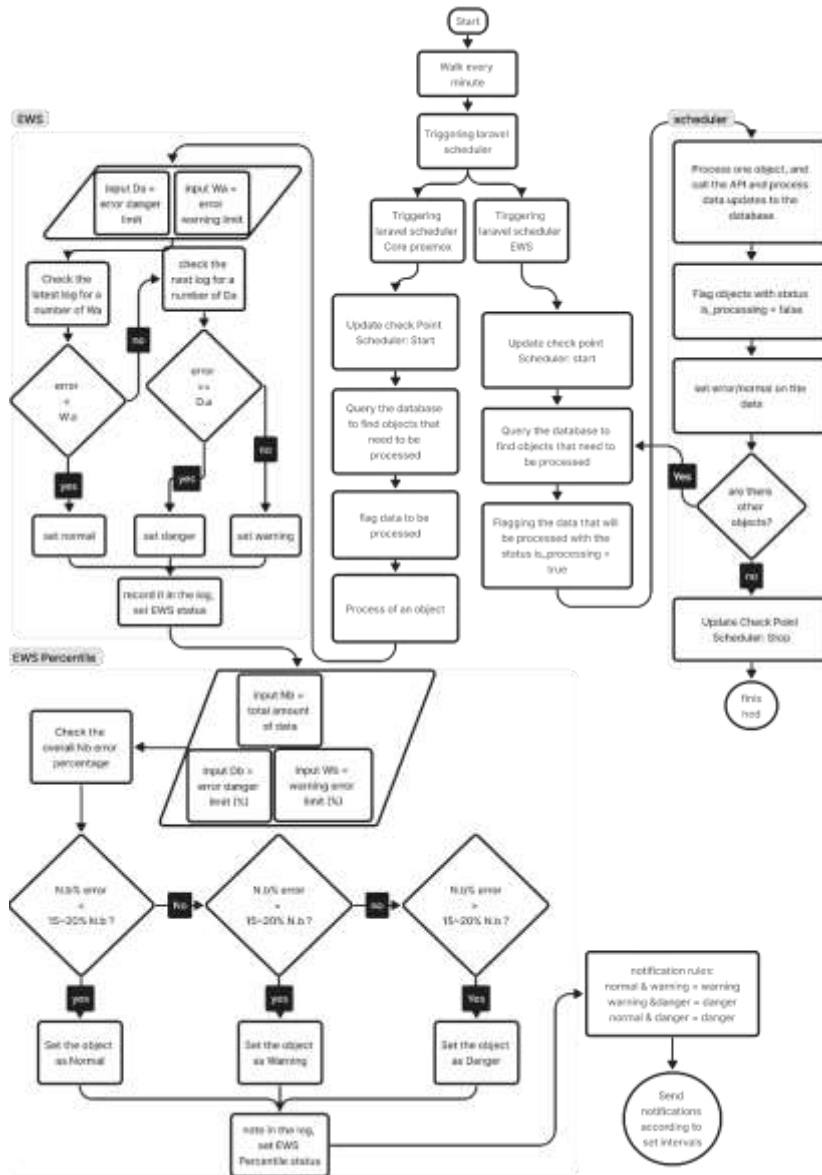 Start
Walk every
minute
Triggering laravel
scheduler
Triggering
laravel scheduler
Core proxmox
Tirggering
laravel scheduler
EWS
Update check Point
Scheduler: Start
Query the database
to find objects that
need to be
processed
flag data to be
processed
Process of an object
Update check point
Scheduler: start
Query the database to
find objects that need to
be processed
Flagging the data that will
be processed with the
status is_processing =
true
scheduler
Process one object, and
call the API and process
data updates to the
database
Flag objects with status
is_processing = false
set error/normal on the
data
are there
other
objects?
Yes
no
Update Check Point
Scheduler: Stop
finis
hed
EWS
input Da =
error danger
limit
input Wa =
error
warning limit
Check the
latest log for a
number of Wa
check the
next log for a
number of Da
no
error
<
W.a
error
>=
D.a
yes
yes
no
set normal
set danger
set warning
record it in the log,
set EWS status
EWS Percentile
input Nb =
total amount
of data
input Db =
error danger
limit (%)
input Wb =
warning error
limit (%)
Check the
overall Nb error
percentage
N.b% error
<
15~20% N.b ?
No
N.b% error
=
15~20% N.b ?
no
N.b% error
>
15~20% N.b ?
yes
yes
Yes
Set the object
as Normal
Set the object
as Warning
Set the object
as Danger
note in the log,
set EWS
Percentile status
notification rules:
normal & warning = warning
warning &danger = danger
normal & danger = danger
Send
notifications
according to
set intervals